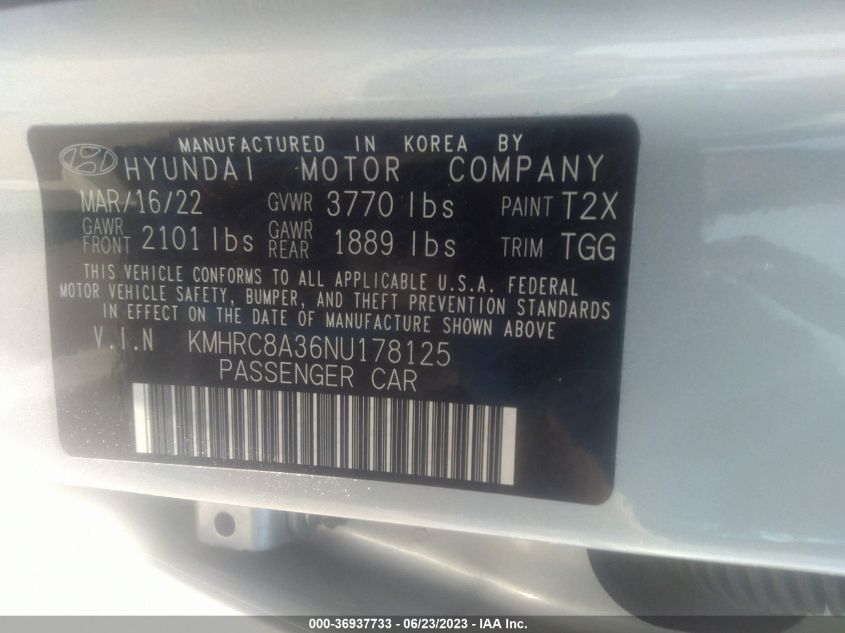 MANUFACTURED IN KOREA BY
HYUNDAI MOTOR COMPANY
MAR/16/22 GVWR 3770 lbs PAINT T2X
GAWR FRONT 2101 lbs GAWR REAR 1889 lbs TRIM TGG
THIS VEHICLE CONFORMS TO ALL APPLICABLE U.S.A. FEDERAL
MOTOR VEHICLE SAFETY, BUMPER, AND THEFT PREVENTION STANDARDS
IN EFFECT ON THE DATE OF MANUFACTURE SHOWN ABOVE
V.I.N KMHRC8A36NU178125
PASSENGER CAR
000-36937733 - 06/23/2023 - IAA Inc.